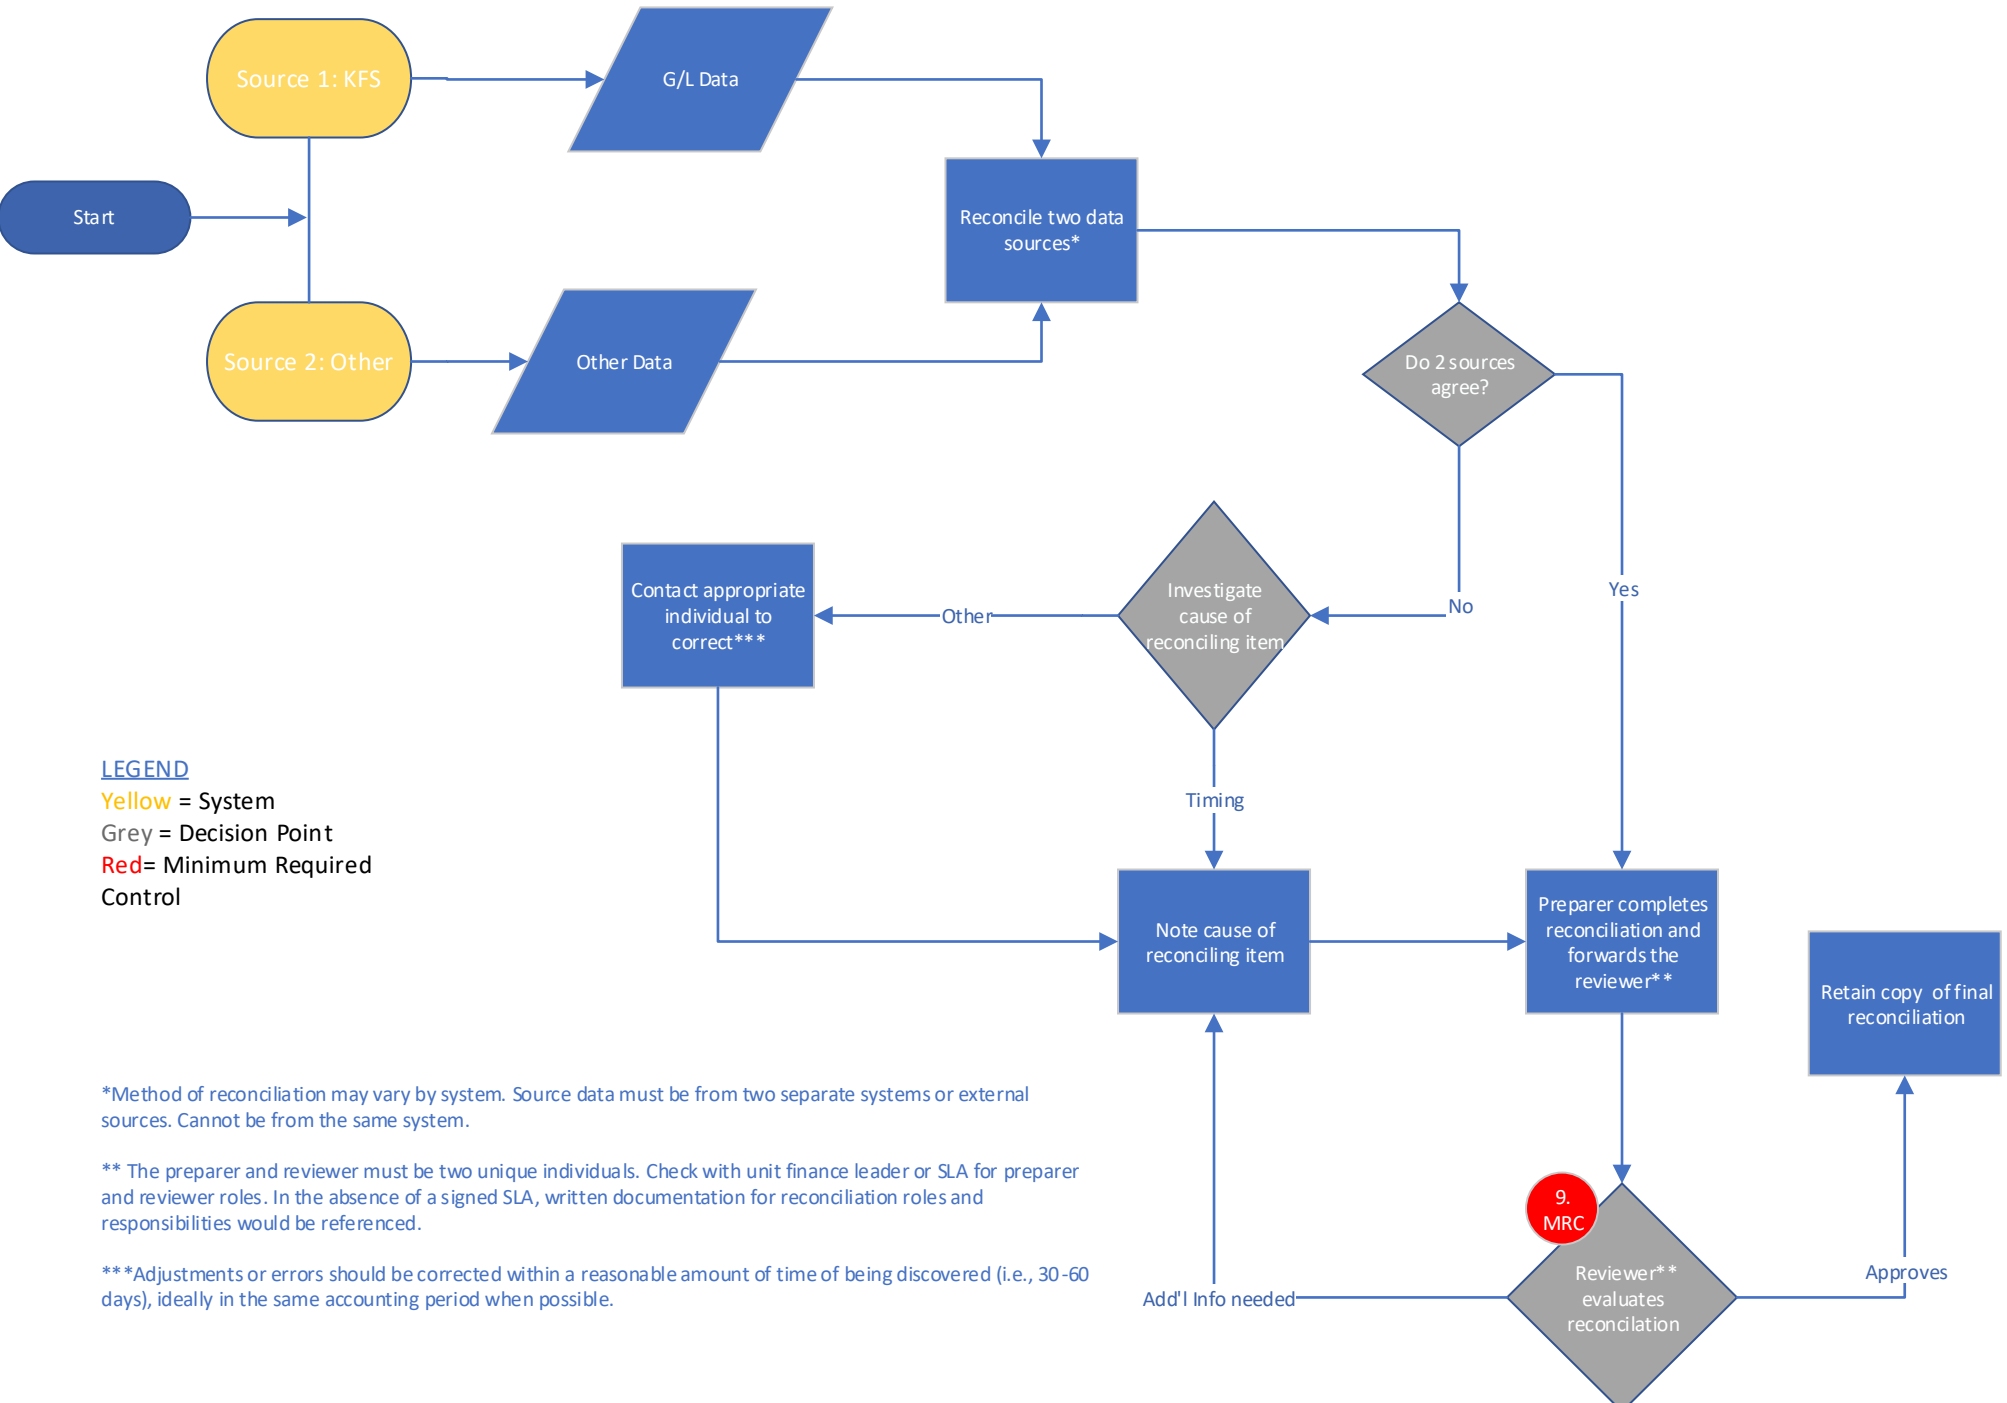 Source 1: KFS
G/L Data
Start
Reconcile two data
sources*
Source 2: Other
Other Data
Do 2 sources
agree?
Contact appropriate
individual to
correct***
Other
Investigate
cause of
reconciling item
No
Yes
LEGEND
Yellow = System
Grey = Decision Point
Red= Minimum Required
Control
Timing
Note cause of
reconciling item
Preparer completes
reconciliation and
forwards the
reviewer**
Retain copy of final
reconciliation
*Method of reconciliation may vary by system. Source data must be from two separate systems or external
sources. Cannot be from the same system.
** The preparer and reviewer must be two unique individuals. Check with unit finance leader or SLA for preparer
and reviewer roles. In the absence of a signed SLA, written documentation for reconciliation roles and
responsibilities would be referenced.
***Adjustments or errors should be corrected within a reasonable amount of time of being discovered (i.e., 30-60
days), ideally in the same accounting period when possible.
9.
MRC
Add'l Info needed
Reviewer**
evaluates
reconcilation
Approves